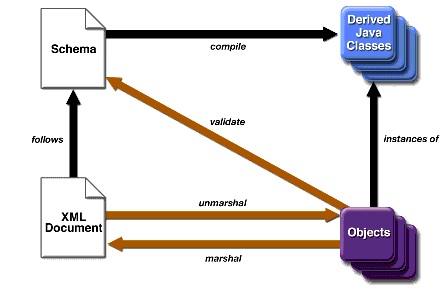 Schema
compile
Derived
Java
Classes
validate
follows
instances of
XML
Document
unmarshal
Objects
marshal